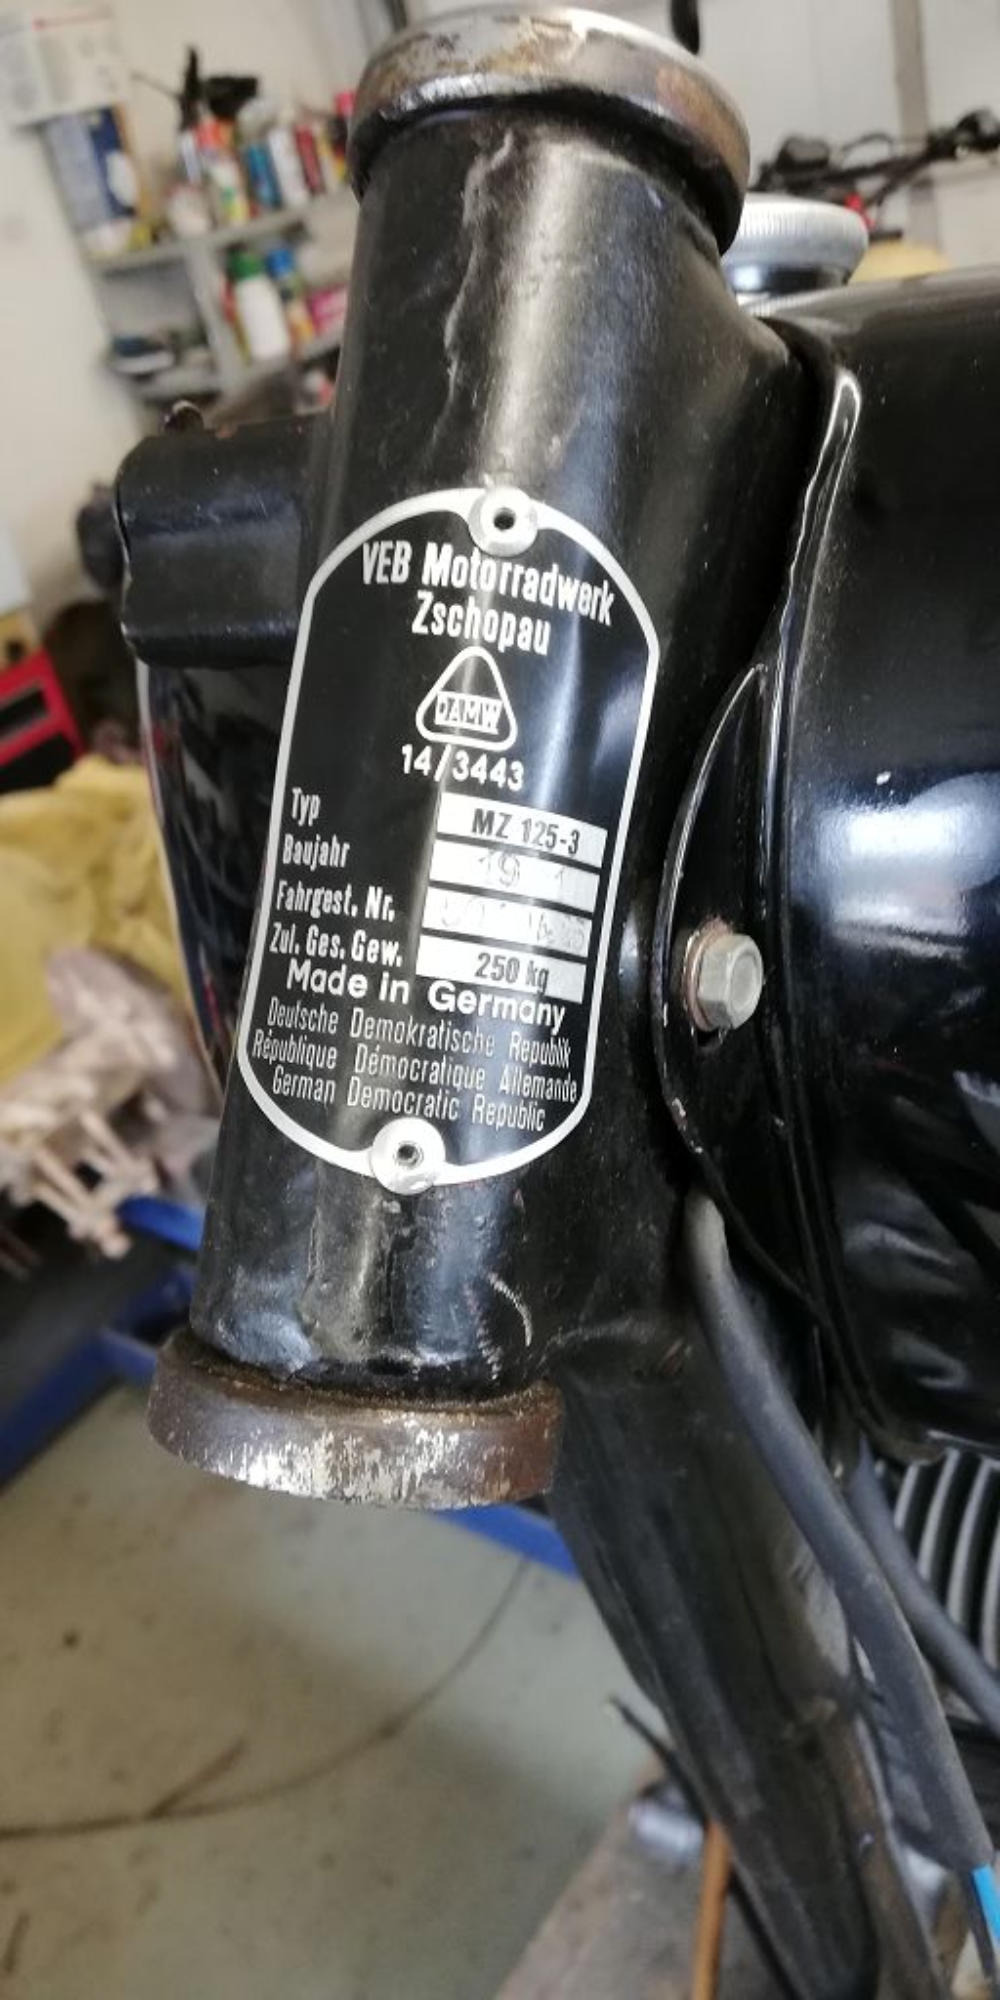 VEB Motorradwerk
Zschopau
DAMW
14/3443
Typ MZ 125-3
Baujahr
Fahrgest. Nr.
Zul. Ges. Gew. 250 kg
Made in Germany
Deutsche Demokratische Republik
République Démocratique Allemande
German Democratic Republic